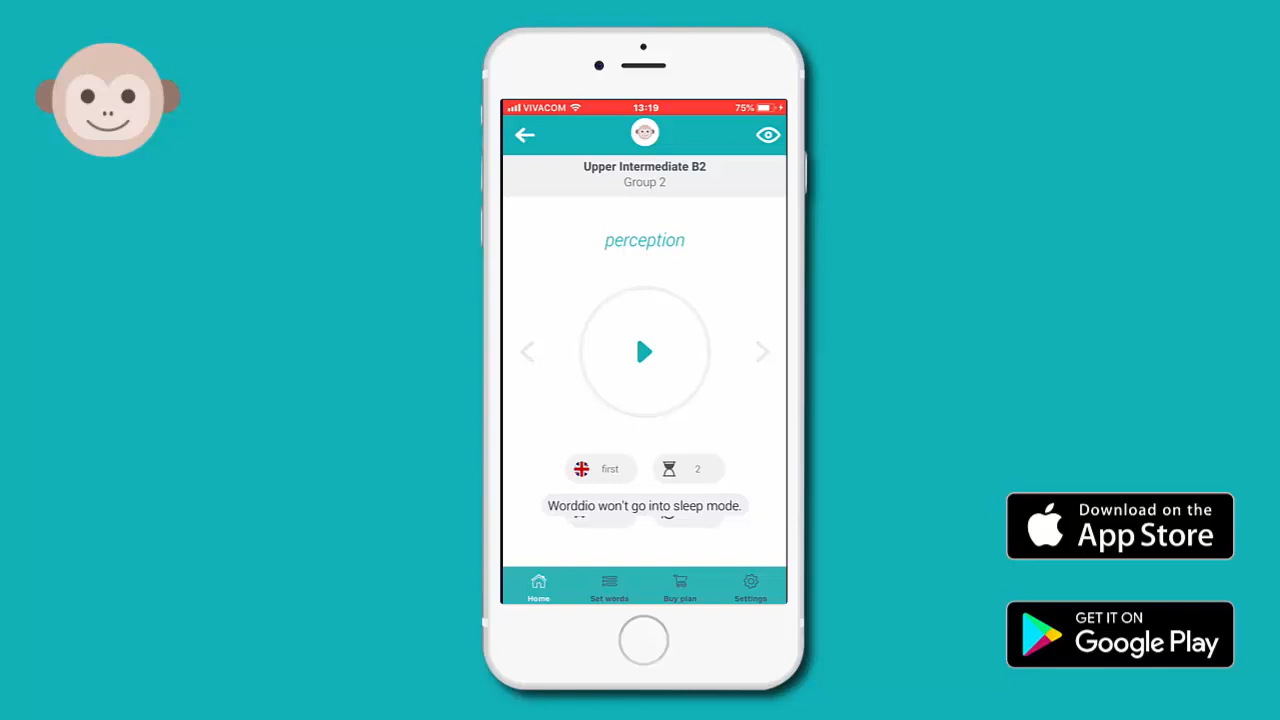 VIVACOM
13:19
75%
Upper Intermediate B2
Group 2
perception
first
2
Worddio won't go into sleep mode.
Home
Set words
Buy plan
Settings
Download on the
App Store
GET IT ON
Google Play